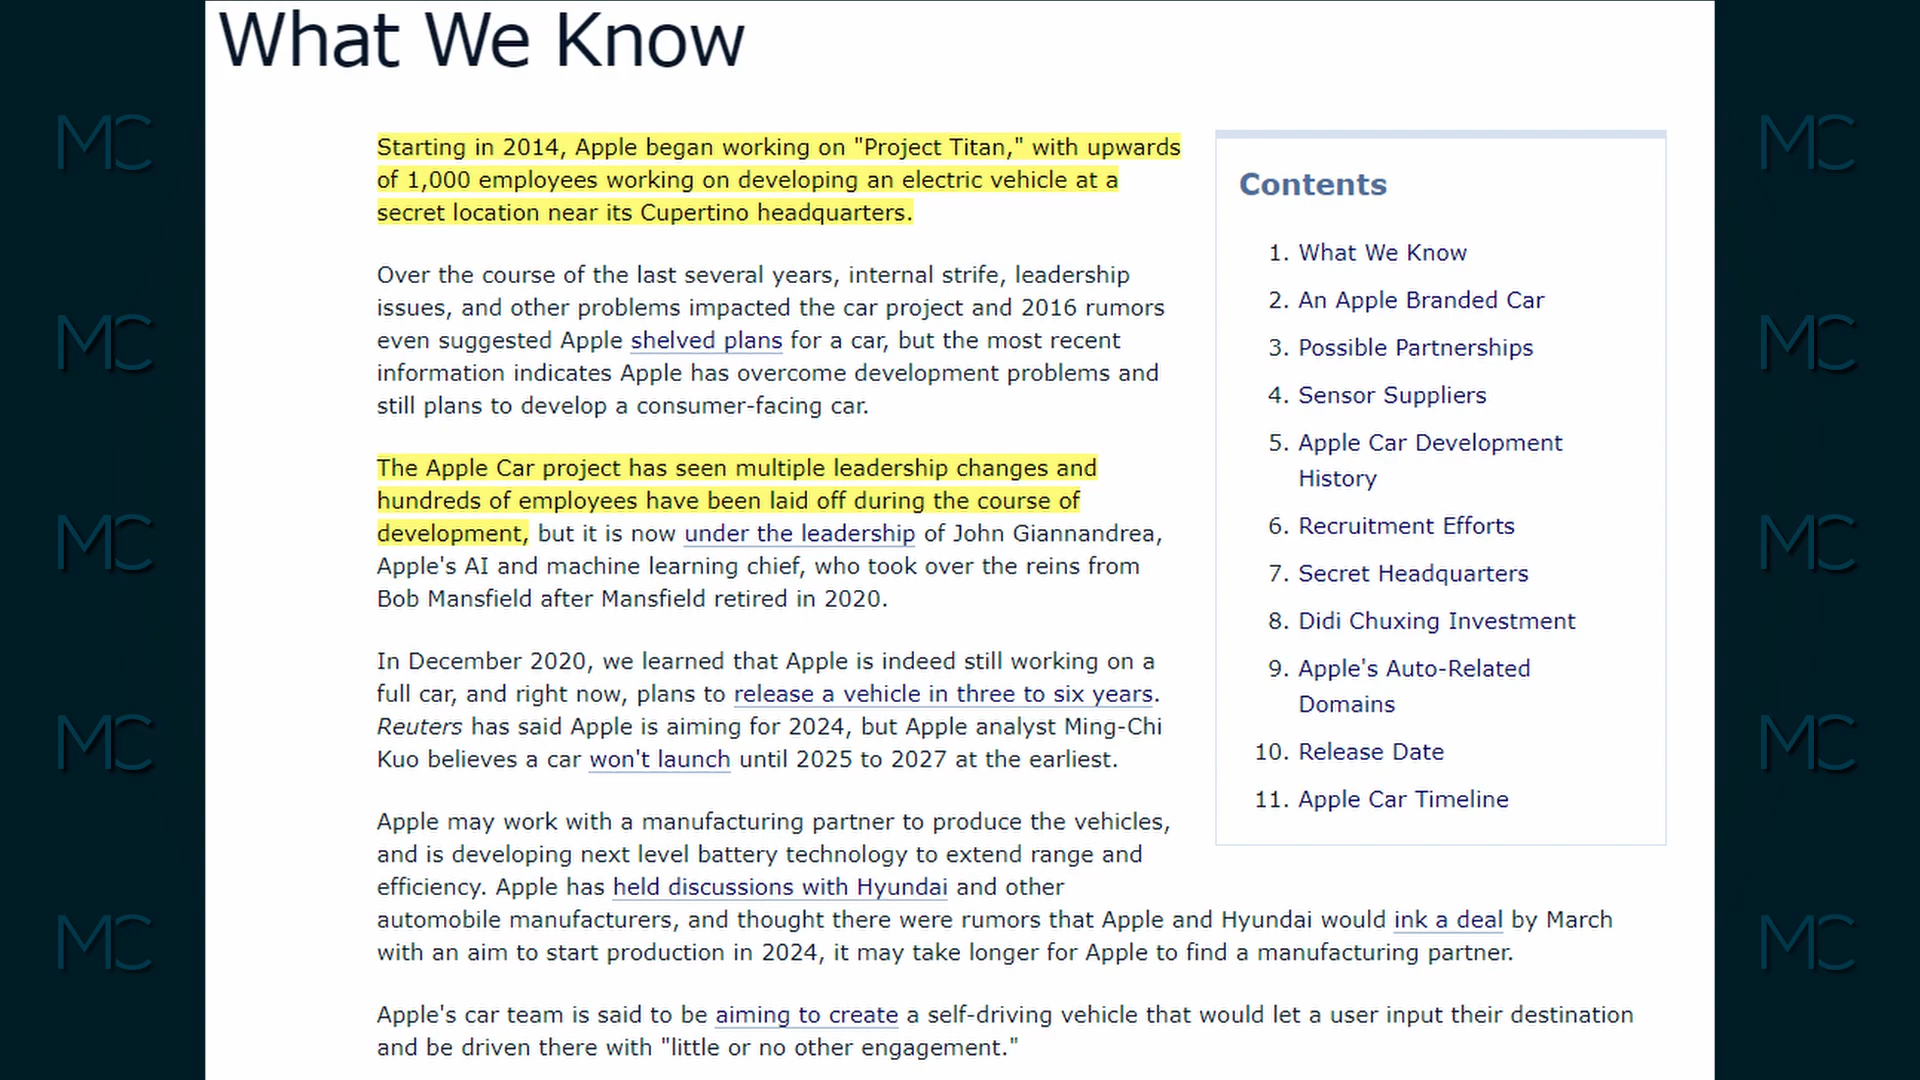 What We Know
Starting in 2014, Apple began working on "Project Titan," with upwards
of 1,000 employees working on developing an electric vehicle at a
secret location near its Cupertino headquarters.
Over the course of the last several years, internal strife, leadership
issues, and other problems impacted the car project and 2016 rumors
even suggested Apple shelved plans for a car, but the most recent
information indicates Apple has overcome development problems and
still plans to develop a consumer-facing car.
The Apple Car project has seen multiple leadership changes and
hundreds of employees have been laid off during the course of
development, but it is now under the leadership of John Giannandrea,
Apple's AI and machine learning chief, who took over the reins from
Bob Mansfield after Mansfield retired in 2020.
In December 2020, we learned that Apple is indeed still working on a
full car, and right now, plans to release a vehicle in three to six years.
Reuters has said Apple is aiming for 2024, but Apple analyst Ming-Chi
Kuo believes a car won't launch until 2025 to 2027 at the earliest.
Apple may work with a manufacturing partner to produce the vehicles,
and is developing next level battery technology to extend range and
efficiency. Apple has held discussions with Hyundai and other
automobile manufacturers, and thought there were rumors that Apple and Hyundai would ink a deal by March
with an aim to start production in 2024, it may take longer for Apple to find a manufacturing partner.
Apple's car team is said to be aiming to create a self-driving vehicle that would let a user input their destination
and be driven there with "little or no other engagement."
Contents
1. What We Know
2. An Apple Branded Car
3. Possible Partnerships
4. Sensor Suppliers
5. Apple Car Development
History
6. Recruitment Efforts
7. Secret Headquarters
8. Didi Chuxing Investment
9. Apple's Auto-Related
Domains
10. Release Date
11. Apple Car Timeline
MC
MC
MC
MC
MC
MC
MC
MC
MC
MC